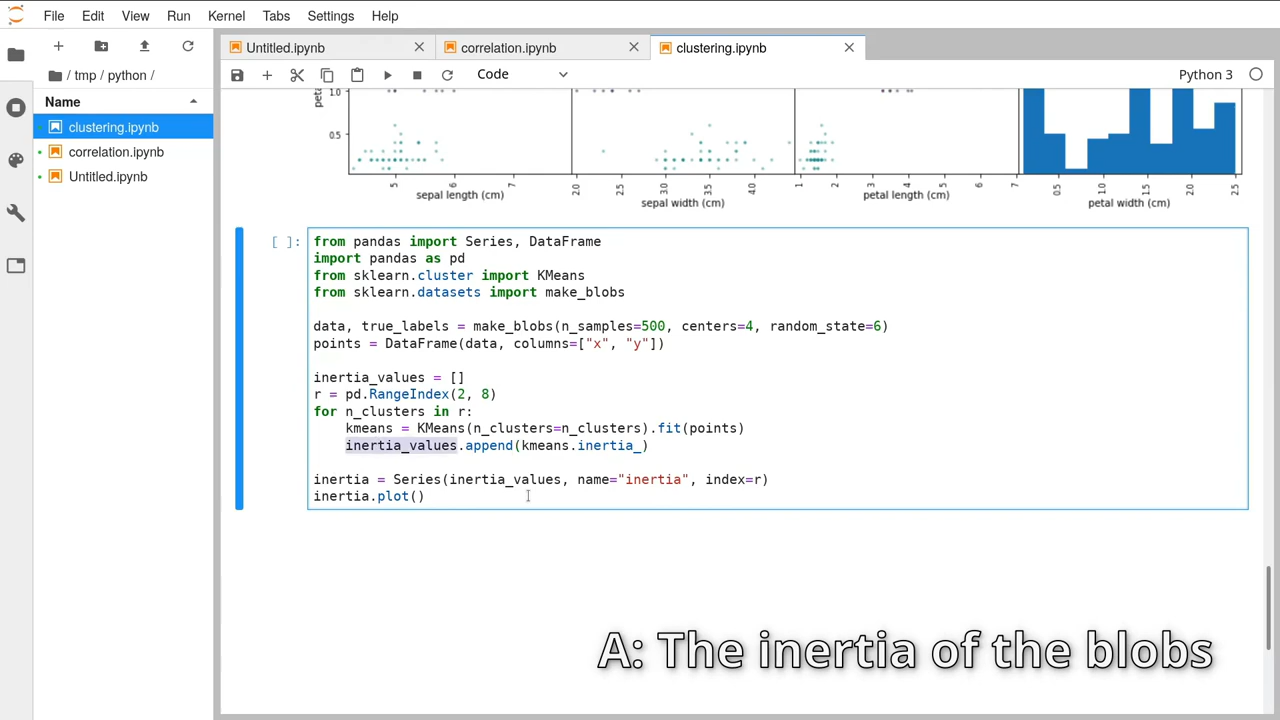 File Edit View Run Kernel Tabs Settings Help
Untitled.ipynb correlation.ipynb clustering.ipynb
/ tmp / python /
Code Python 3
Name
clustering.ipynb
correlation.ipynb
Untitled.ipynb
1.0
0.5
5 6 7 2.0 2.5 3.0 3.5 4.0 1 2 3 4 5 6 7 0.5 1.0 1.5 2.0 2.5
sepal length (cm) sepal width (cm) petal length (cm) petal width (cm)
[ ]:
from pandas import Series, DataFrame
import pandas as pd
from sklearn.cluster import KMeans
from sklearn.datasets import make_blobs
data, true_labels = make_blobs(n_samples=500, centers=4, random_state=6)
points = DataFrame(data, columns=["x", "y"])
inertia_values = []
r = pd.RangeIndex(2, 8)
for n_clusters in r:
    kmeans = KMeans(n_clusters=n_clusters).fit(points)
    inertia_values.append(kmeans.inertia_)
inertia = Series(inertia_values, name="inertia", index=r)
inertia.plot()
A: The inertia of the blobs